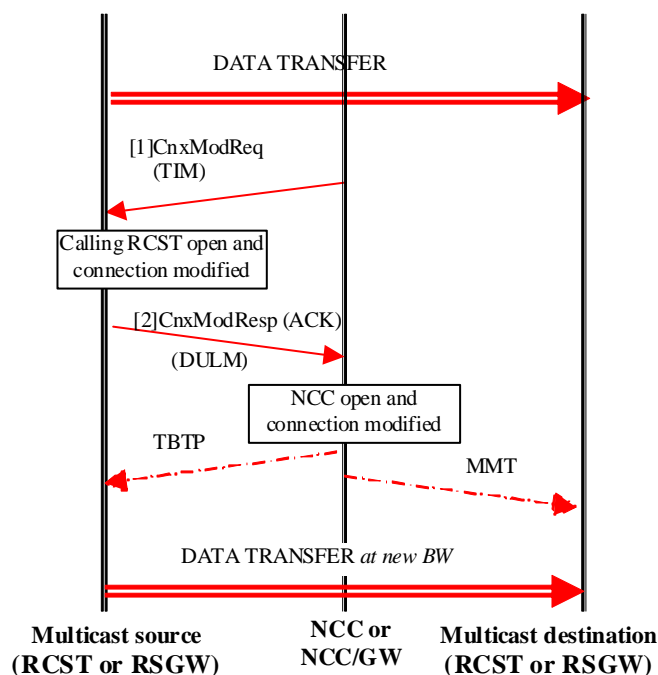 DATA TRANSFER
[1]CnxModReq
(TIM)
Calling RCST open and
connection modified
[2]CnxModResp (ACK)
(DULM)
NCC open and
connection modified
TBTP
MMT
DATA TRANSFER at new BW
Multicast source
(RCST or RSGW)
NCC or
NCC/GW
Multicast destination
(RCST or RSGW)